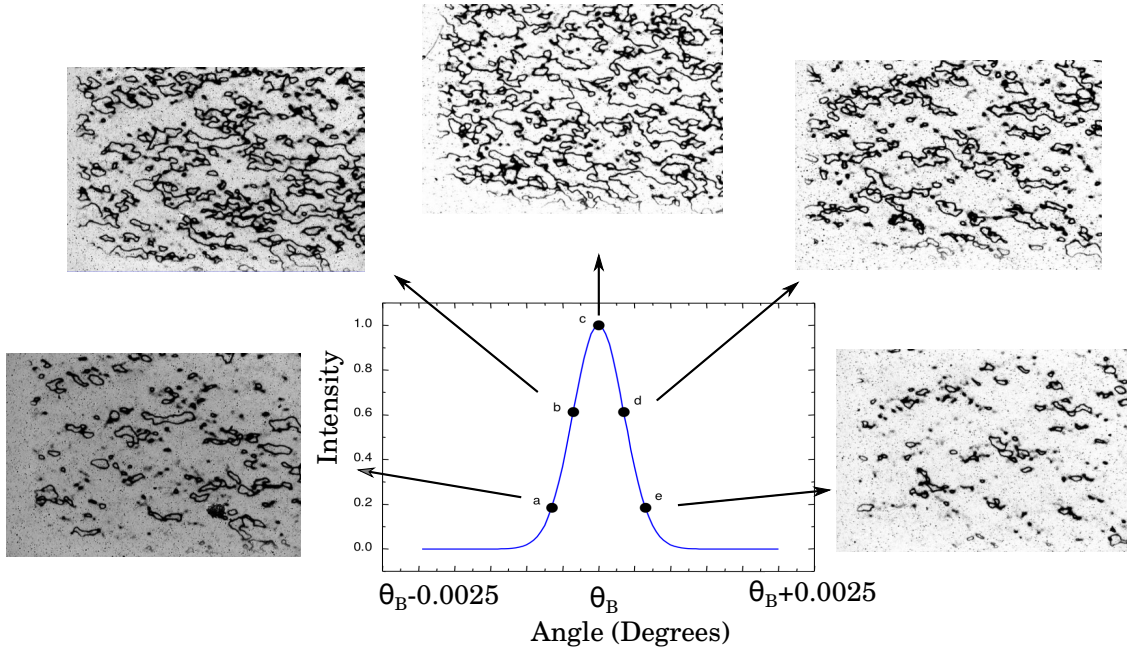 c
1.0
0.8
b
d
0.6
0.4
a
e
0.2
0.0
Intensity
θB-0.0025
θB
θB+0.0025
Angle (Degrees)